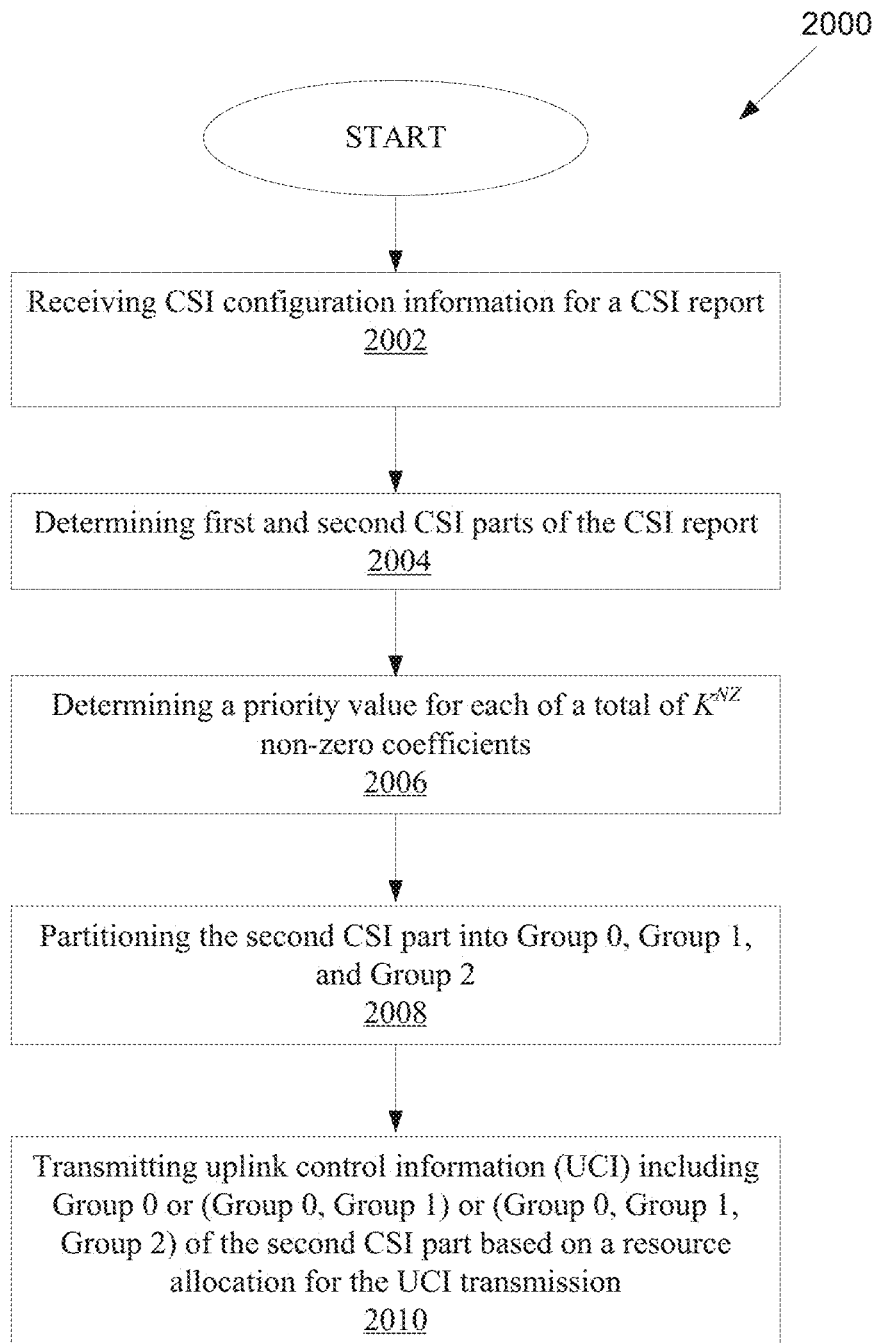 2000
START
Receiving CSI configuration information for a CSI report
2002
Determining first and second CSI parts of the CSI report
2004
Determining a priority value for each of a total of K^NZ
non-zero coefficients
2006
Partitioning the second CSI part into Group 0, Group 1,
and Group 2
2008
Transmitting uplink control information (UCI) including
Group 0 or (Group 0, Group 1) or (Group 0, Group 1,
Group 2) of the second CSI part based on a resource
allocation for the UCI transmission
2010